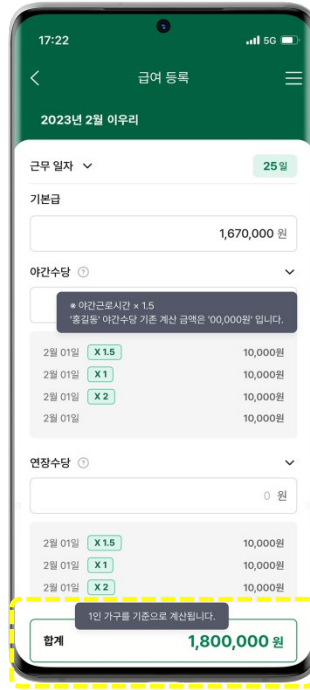 17:22
5G
급여 등록
2023년 2월 이우리
근무 일자
25일
기본급
1,670,000 원
야간수당 ?
※ 야간근로시간 × 1.5
'홍길동' 야간수당 기존 계산 금액은 '00,000원' 입니다.
2월 01일 X 1.5 10,000원
2월 01일 X 1 10,000원
2월 01일 X 2 10,000원
2월 01일 10,000원
연장수당 ?
0 원
2월 01일 X 1.5 10,000원
2월 01일 X 1 10,000원
2월 01일 X 2 10,000원
1인 가구를 기준으로 계산됩니다.
합계 1,800,000 원